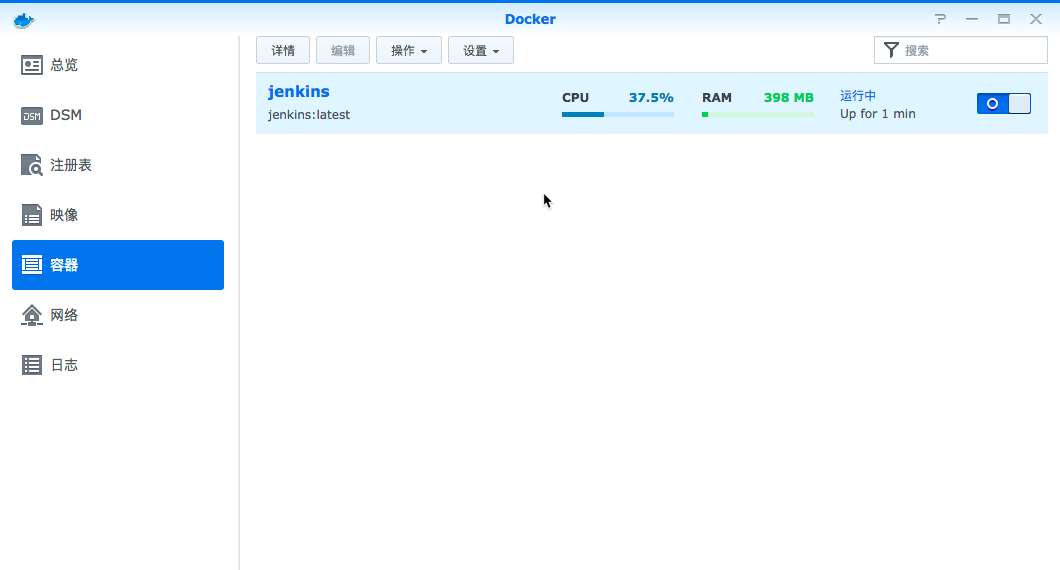 Docker
总览
DSM
DSM
注册表
映像
容器
网络
日志
详情 编辑 操作 设置 搜索
jenkins
jenkins:latest
CPU 37.5%
RAM 398 MB
运行中
Up for 1 min